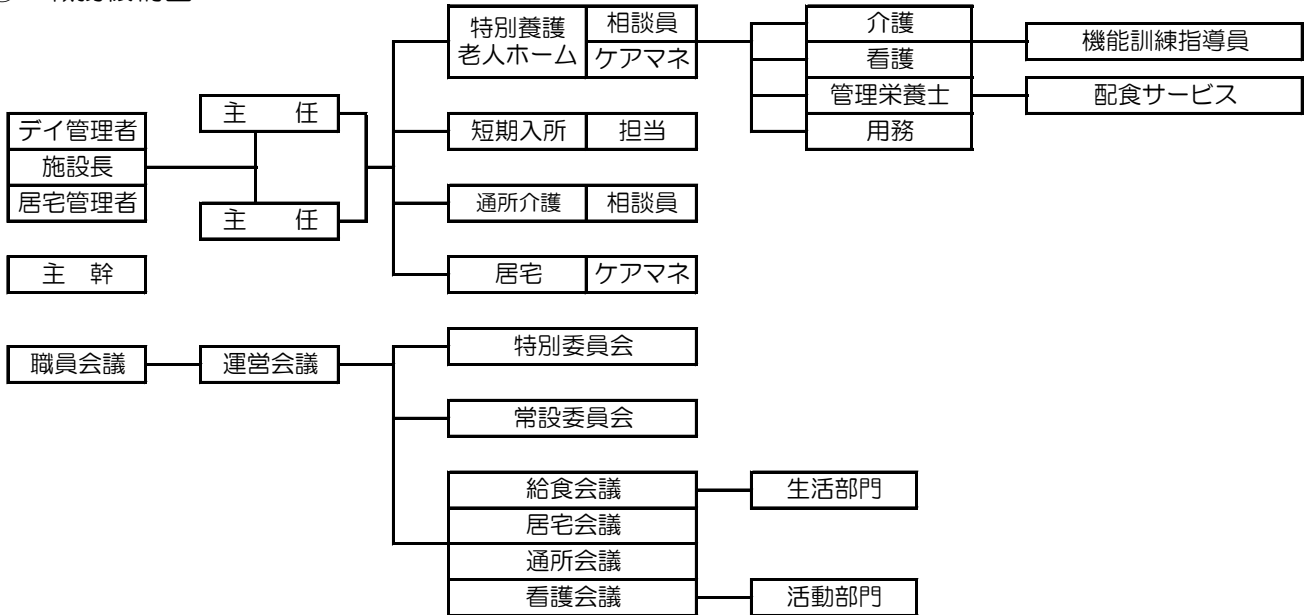 特別養護
老人ホーム
相談員
ケアマネ
介護
看護
管理栄養士
用務
機能訓練指導員
配食サービス
主 任
デイ管理者
施設長
居宅管理者
主 任
短期入所
担当
通所介護
相談員
居宅
ケアマネ
主 幹
職員会議
運営会議
特別委員会
常設委員会
給食会議
居宅会議
通所会議
看護会議
生活部門
活動部門